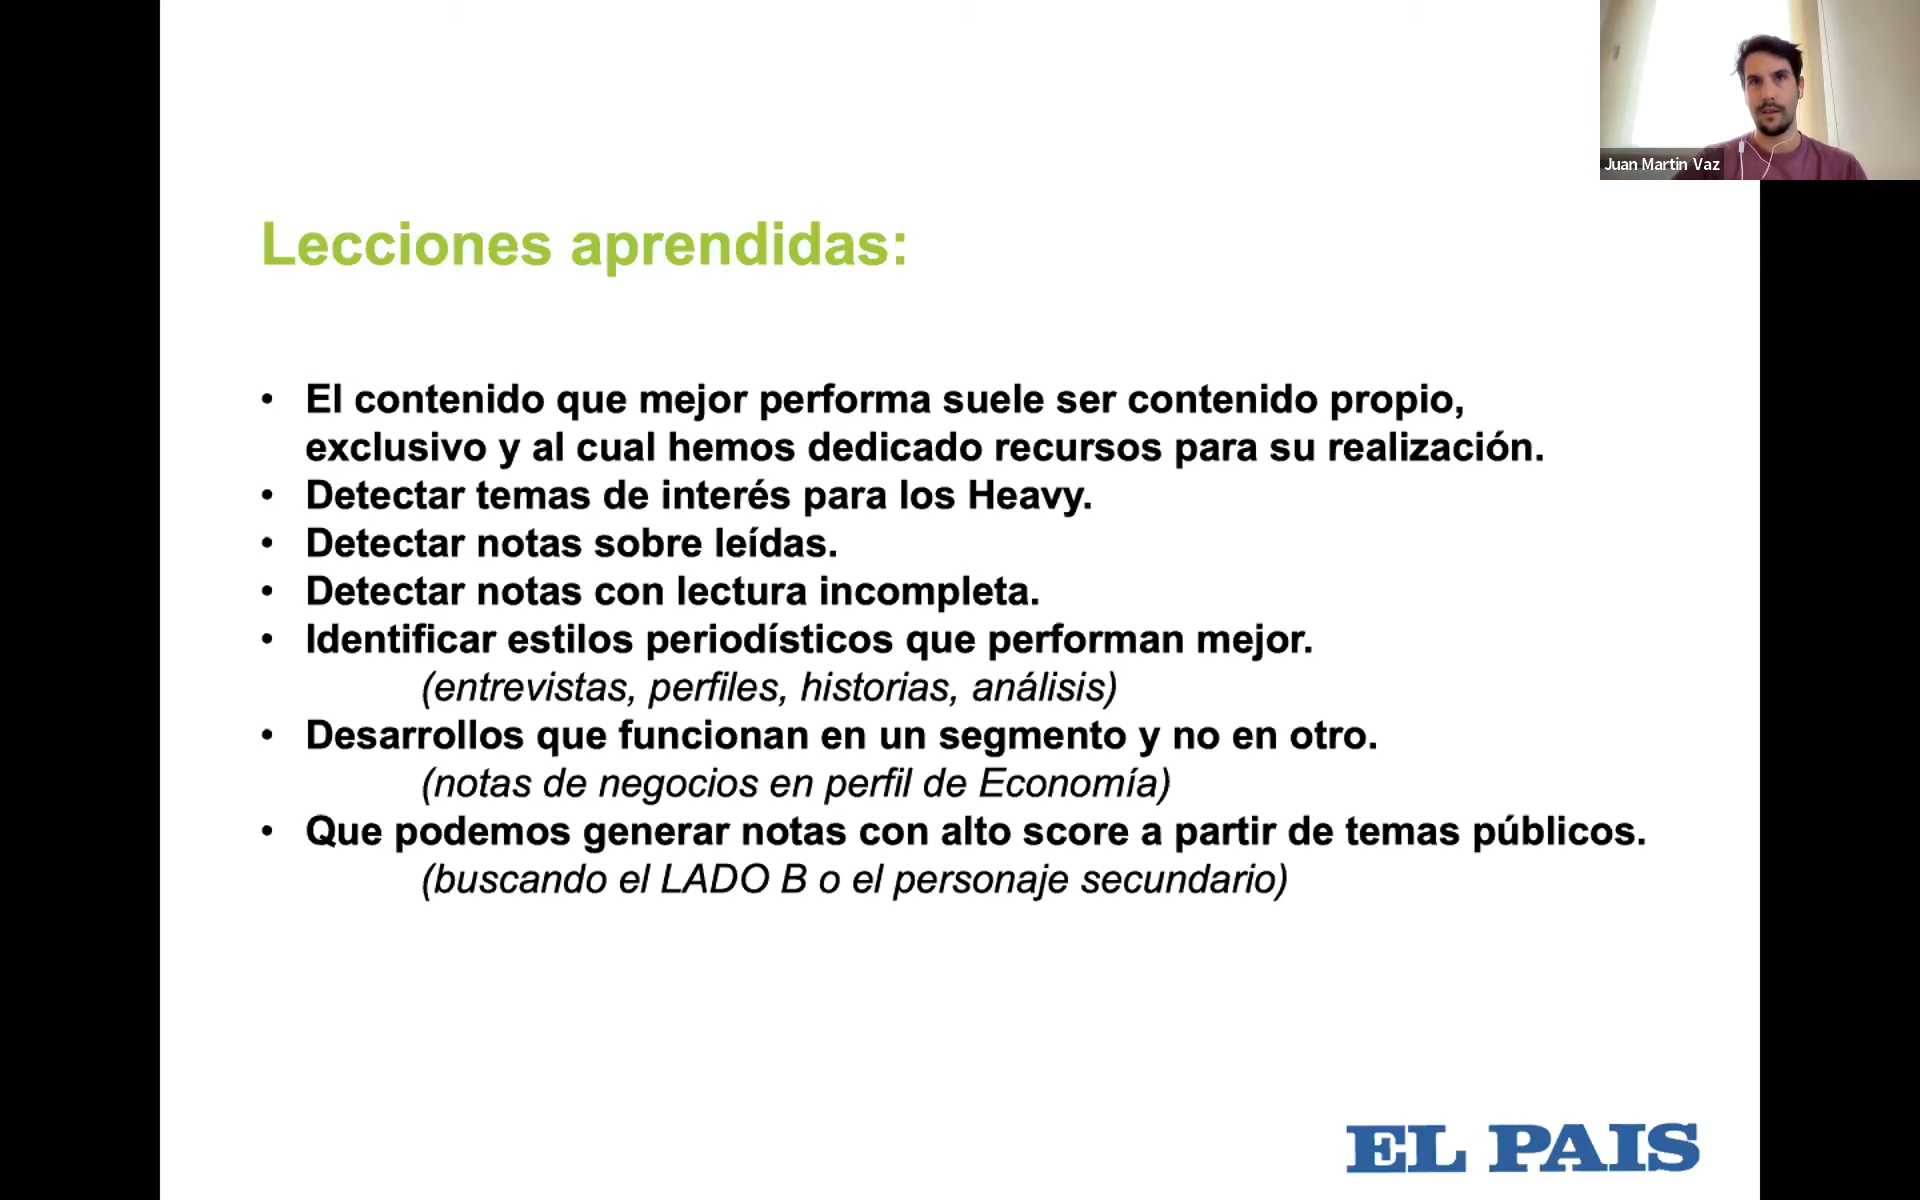 Juan Martin Vaz
Lecciones aprendidas:
• El contenido que mejor performa suele ser contenido propio,
exclusivo y al cual hemos dedicado recursos para su realización.
• Detectar temas de interés para los Heavy.
• Detectar notas sobre leídas.
• Detectar notas con lectura incompleta.
• Identificar estilos periodísticos que performan mejor.
(entrevistas, perfiles, historias, análisis)
• Desarrollos que funcionan en un segmento y no en otro.
(notas de negocios en perfil de Economía)
• Que podemos generar notas con alto score a partir de temas públicos.
(buscando el LADO B o el personaje secundario)
EL PAIS